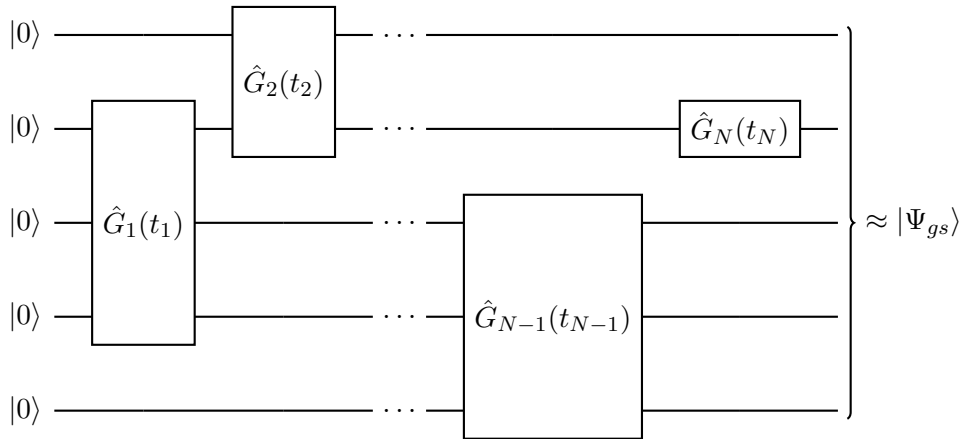 |0⟩ ···
Ĝ₂(t₂)
|0⟩ ··· Ĝ_N(t_N)
|0⟩ Ĝ₁(t₁) ··· ≈ |Ψ_{gs}⟩
|0⟩ ··· Ĝ_{N−1}(t_{N−1})
|0⟩ ···